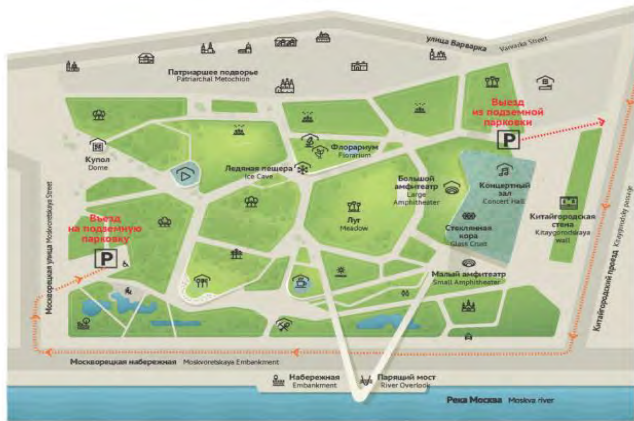 улица Варварка Varvarka Street
Патриаршее подворье
Patriarchal Metochion
Выезд
из подземной
парковки
P
Купол
Dome
Флорариум
Florarium
Ледяная пещера
Ice Cave
Большой
амфитеатр
Large
Amphitheater
Концертный
зал
Concert Hall
Выезд
на подземную
парковку
P
Луг
Meadow
Стеклянная
кора
Glass Crust
Китайгородская
стена
Kitaygorodskaya
wall
Малый амфитеатр
Small Amphitheater
Москворецкая улица Moskvoretskaya Street
Китайгородский проезд Kitaygorodsky passage
Москворецкая набережная Moskvoretskaya Embankment
Набережная
Embankment
Парящий мост
River Overlook
Река Москва Moskva river